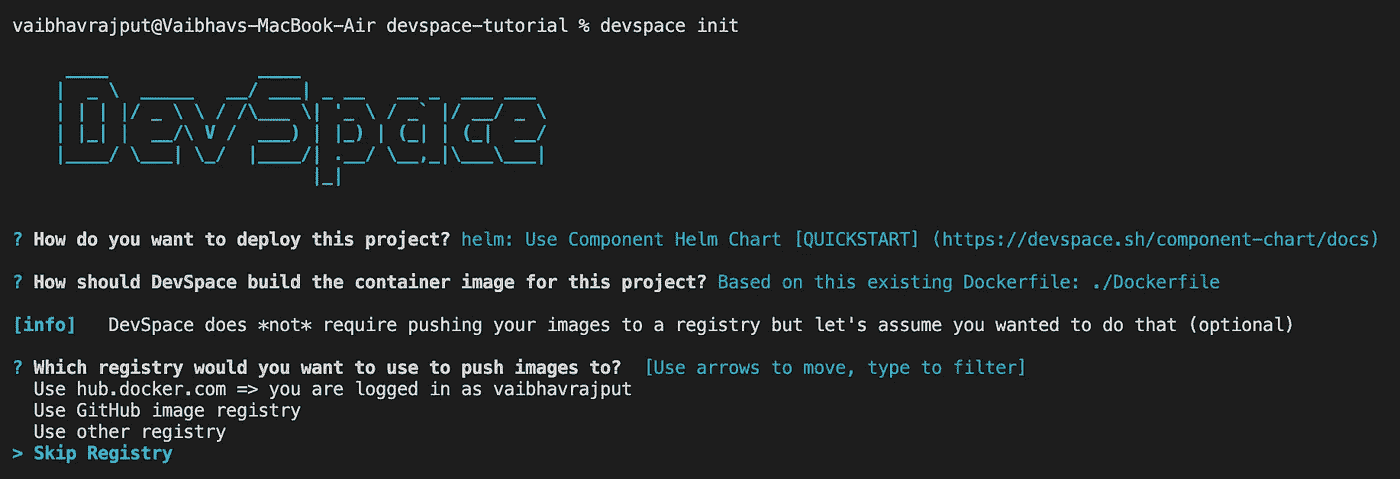 vaibhavrajput@Vaibhavs-MacBook-Air devspace-tutorial % devspace init
DevSpace
? How do you want to deploy this project? helm: Use Component Helm Chart [QUICKSTART] (https://devspace.sh/component-chart/docs)
? How should DevSpace build the container image for this project? Based on this existing Dockerfile: ./Dockerfile
[info] DevSpace does *not* require pushing your images to a registry but let's assume you wanted to do that (optional)
? Which registry would you want to use to push images to? [Use arrows to move, type to filter]
Use hub.docker.com => you are logged in as vaibhavrajput
Use GitHub image registry
Use other registry
> Skip Registry